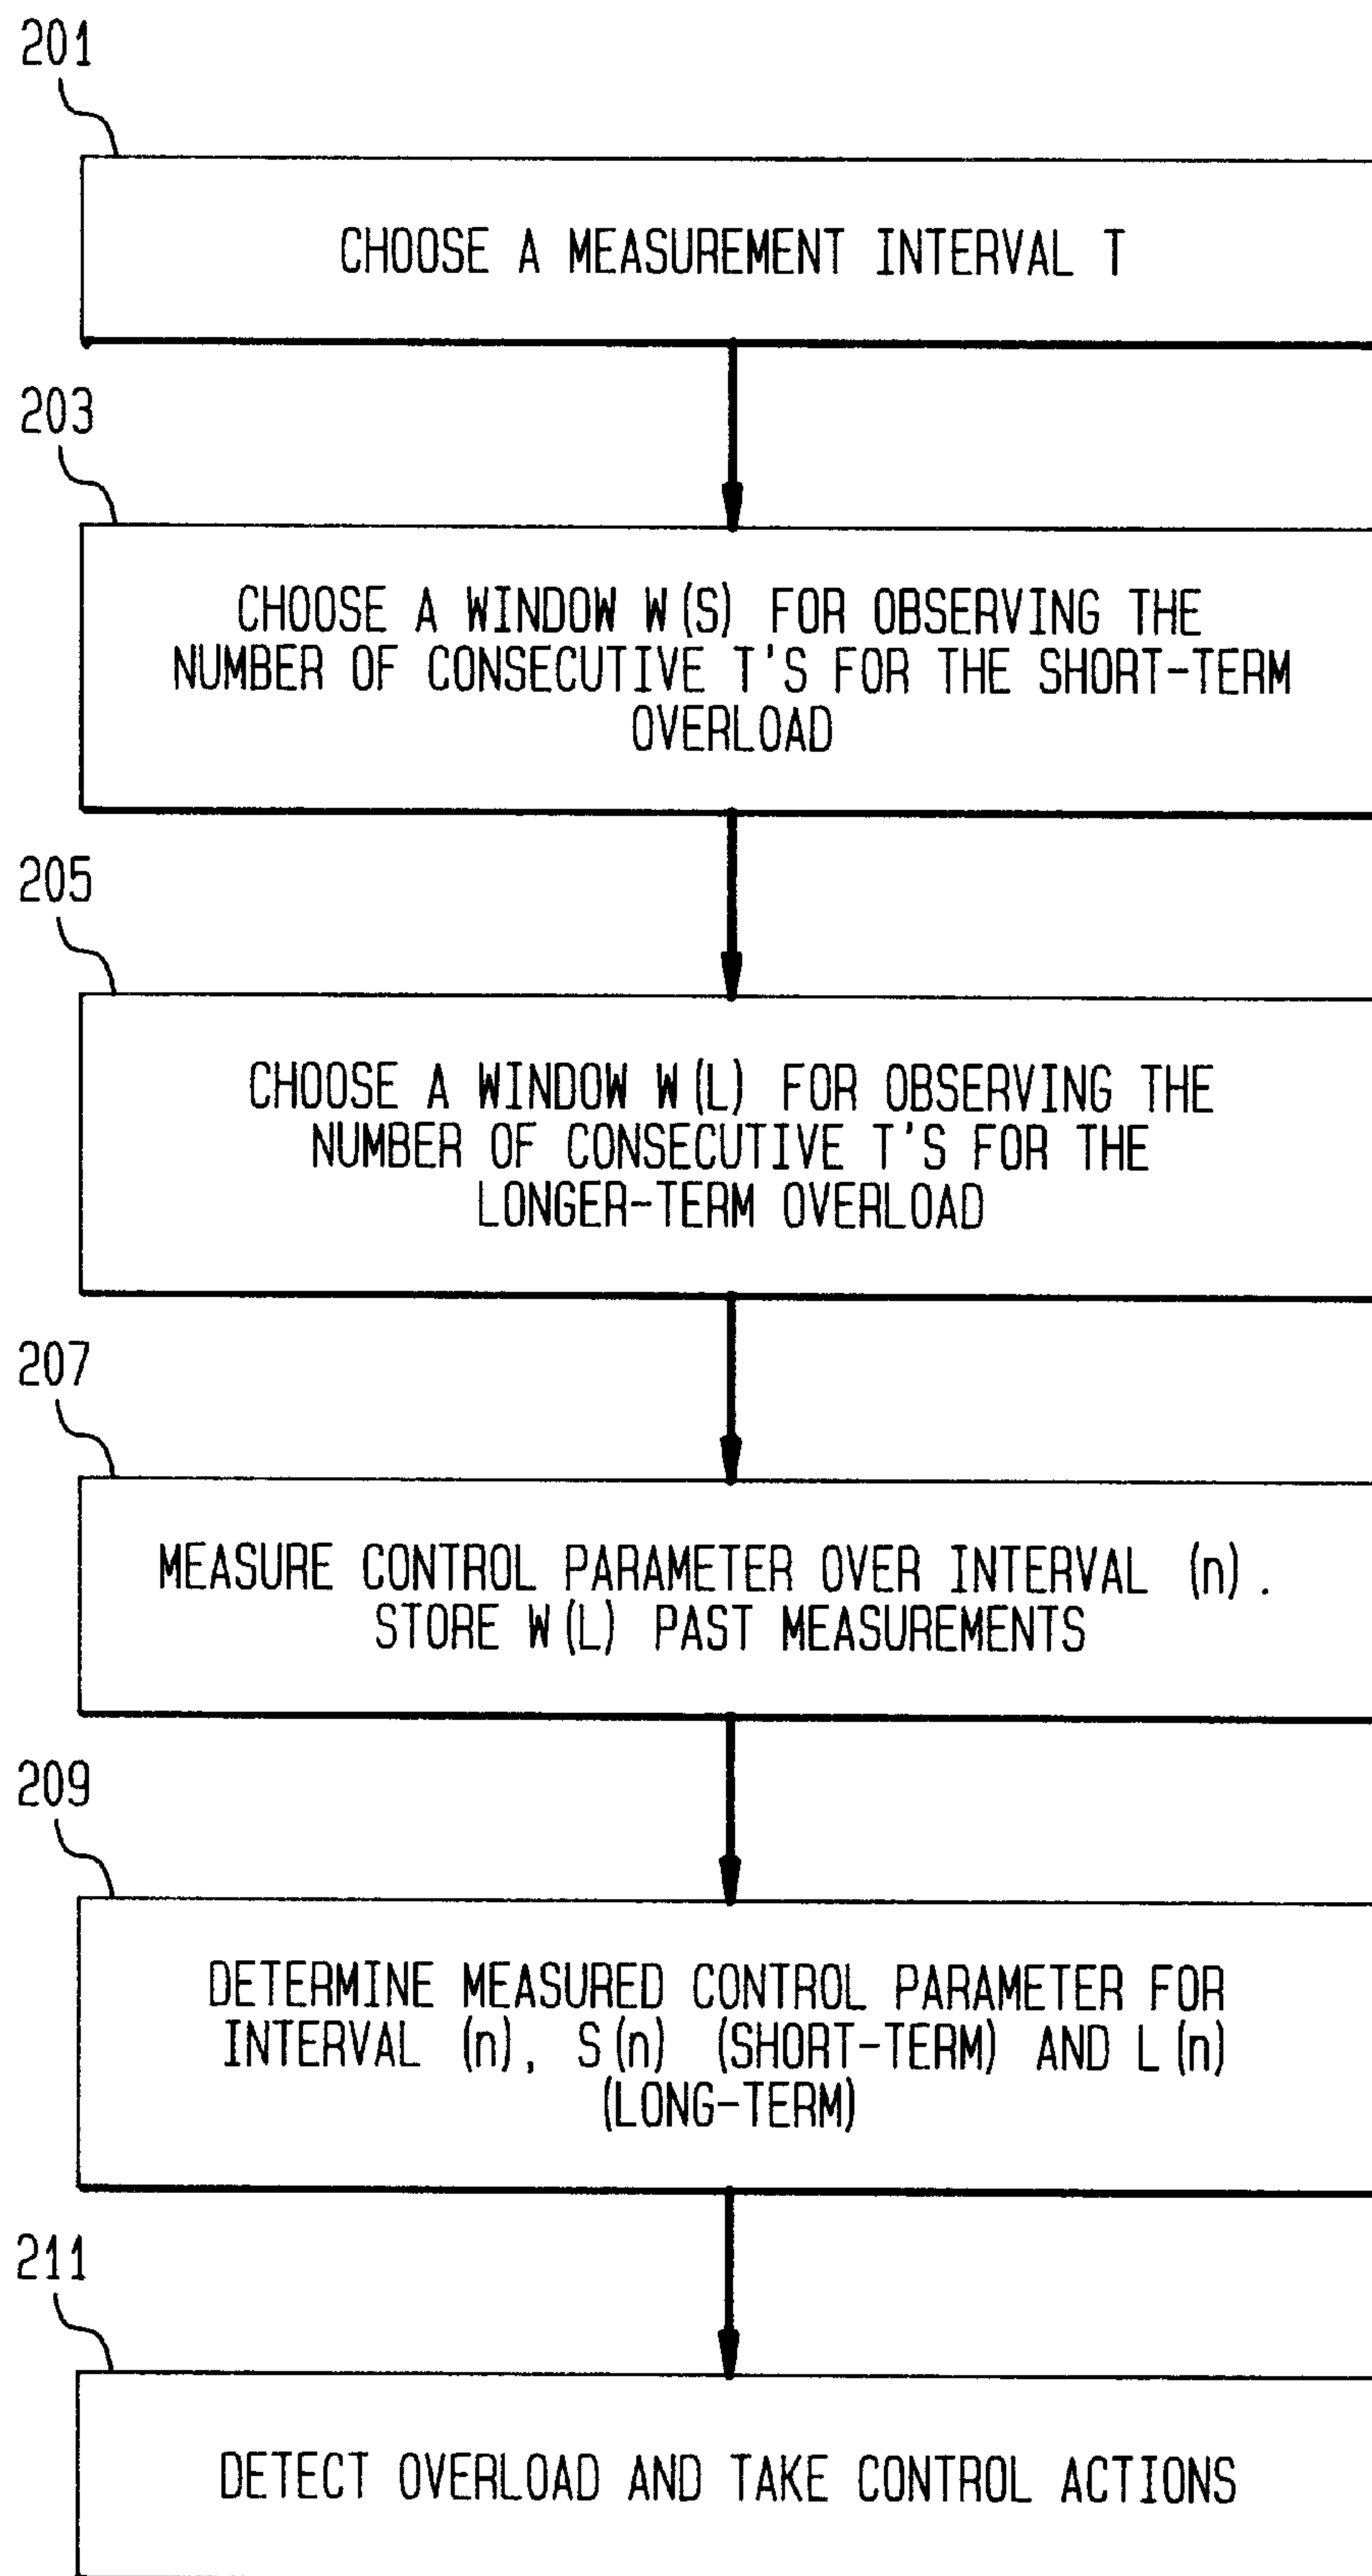 201
CHOOSE A MEASUREMENT INTERVAL T
203
CHOOSE A WINDOW W(S) FOR OBSERVING THE
NUMBER OF CONSECUTIVE T'S FOR THE SHORT-TERM
OVERLOAD
205
CHOOSE A WINDOW W(L) FOR OBSERVING THE
NUMBER OF CONSECUTIVE T'S FOR THE
LONGER-TERM OVERLOAD
207
MEASURE CONTROL PARAMETER OVER INTERVAL (n).
STORE W(L) PAST MEASUREMENTS
209
DETERMINE MEASURED CONTROL PARAMETER FOR
INTERVAL (n), S(n) (SHORT-TERM) AND L(n)
(LONG-TERM)
211
DETECT OVERLOAD AND TAKE CONTROL ACTIONS